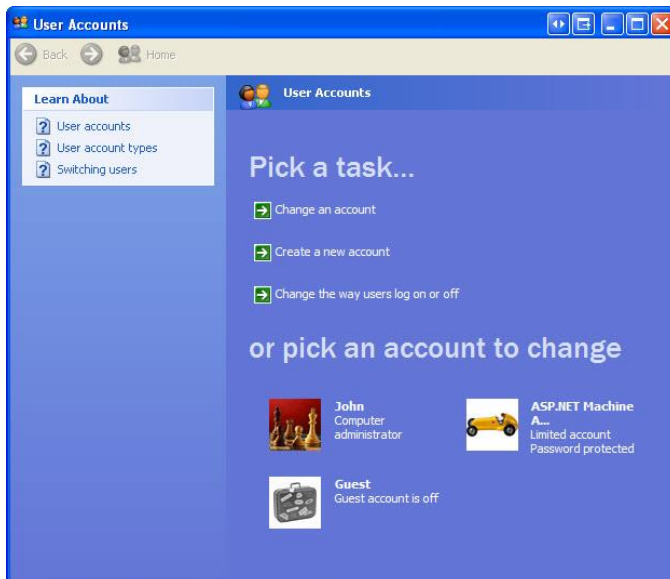 User Accounts
Back
Home
Learn About
User accounts
User account types
Switching users
User Accounts
Pick a task...
Change an account
Create a new account
Change the way users log on or off
or pick an account to change
John
Computer
administrator
ASP.NET Machine
A...
Limited account
Password protected
Guest
Guest account is off